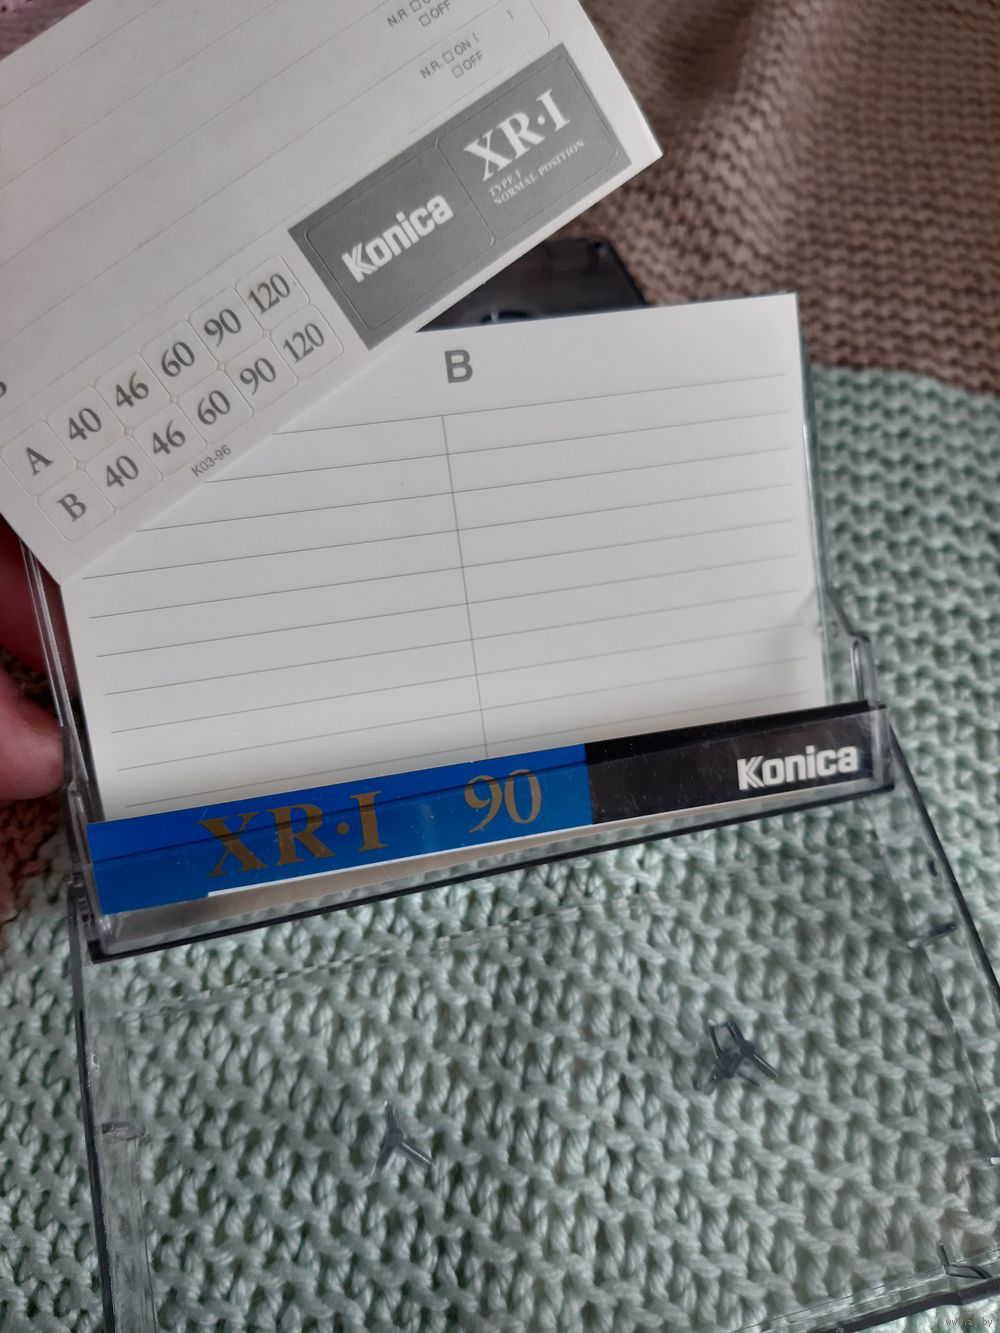 N.R. □
□OFF
N.R. □ON
□OFF
XR·I
TYPE I
NORMAL POSITION
Konica
A 40 46 60 90 120
B 40 46 60 90 120
K03-96
B
XR·I 90 Konica